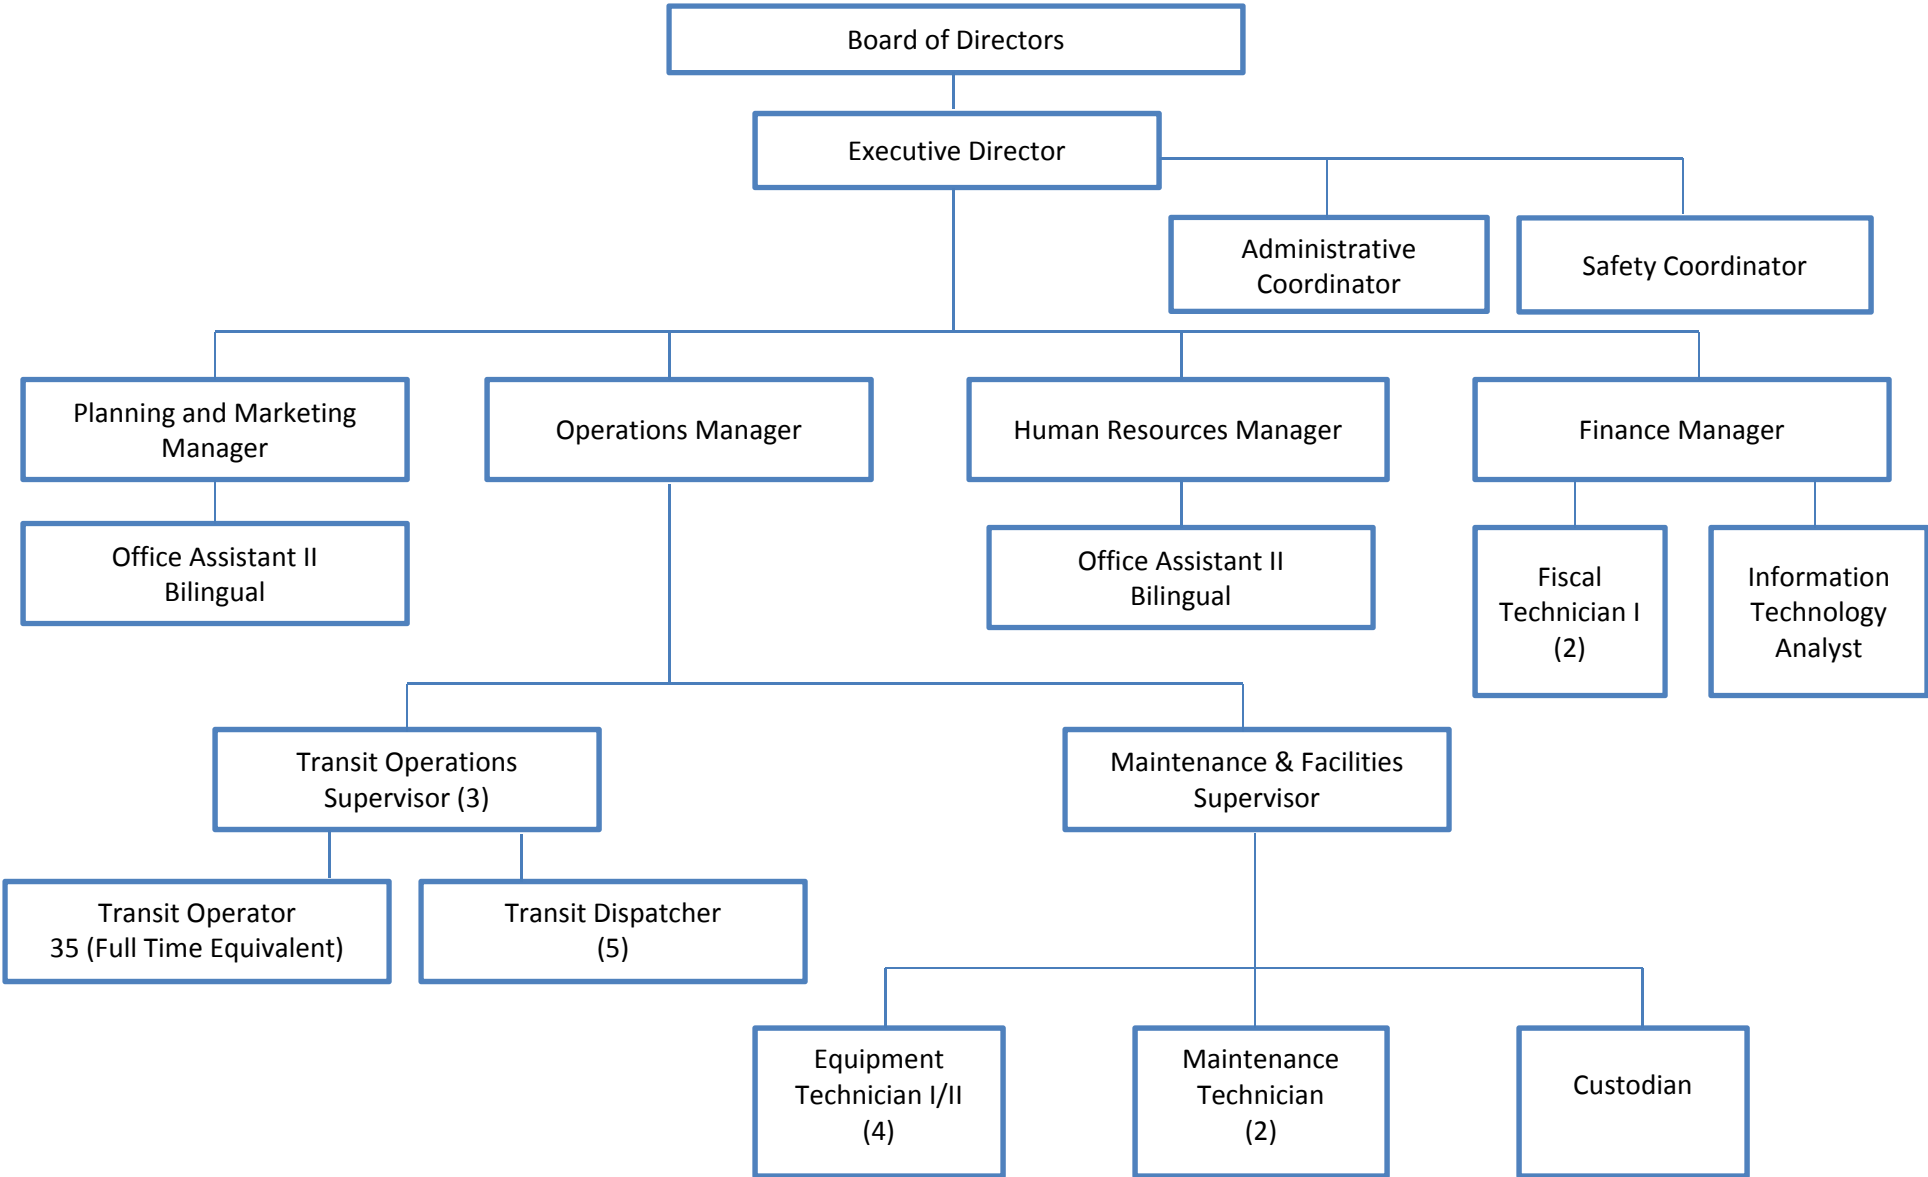 Board of Directors
Executive Director
Administrative
Coordinator
Safety Coordinator
Planning and Marketing
Manager
Operations Manager
Human Resources Manager
Finance Manager
Office Assistant II
Bilingual
Office Assistant II
Bilingual
Fiscal
Technician I
(2)
Information
Technology
Analyst
Transit Operations
Supervisor (3)
Maintenance & Facilities
Supervisor
Transit Operator
35 (Full Time Equivalent)
Transit Dispatcher
(5)
Equipment
Technician I/II
(4)
Maintenance
Technician
(2)
Custodian